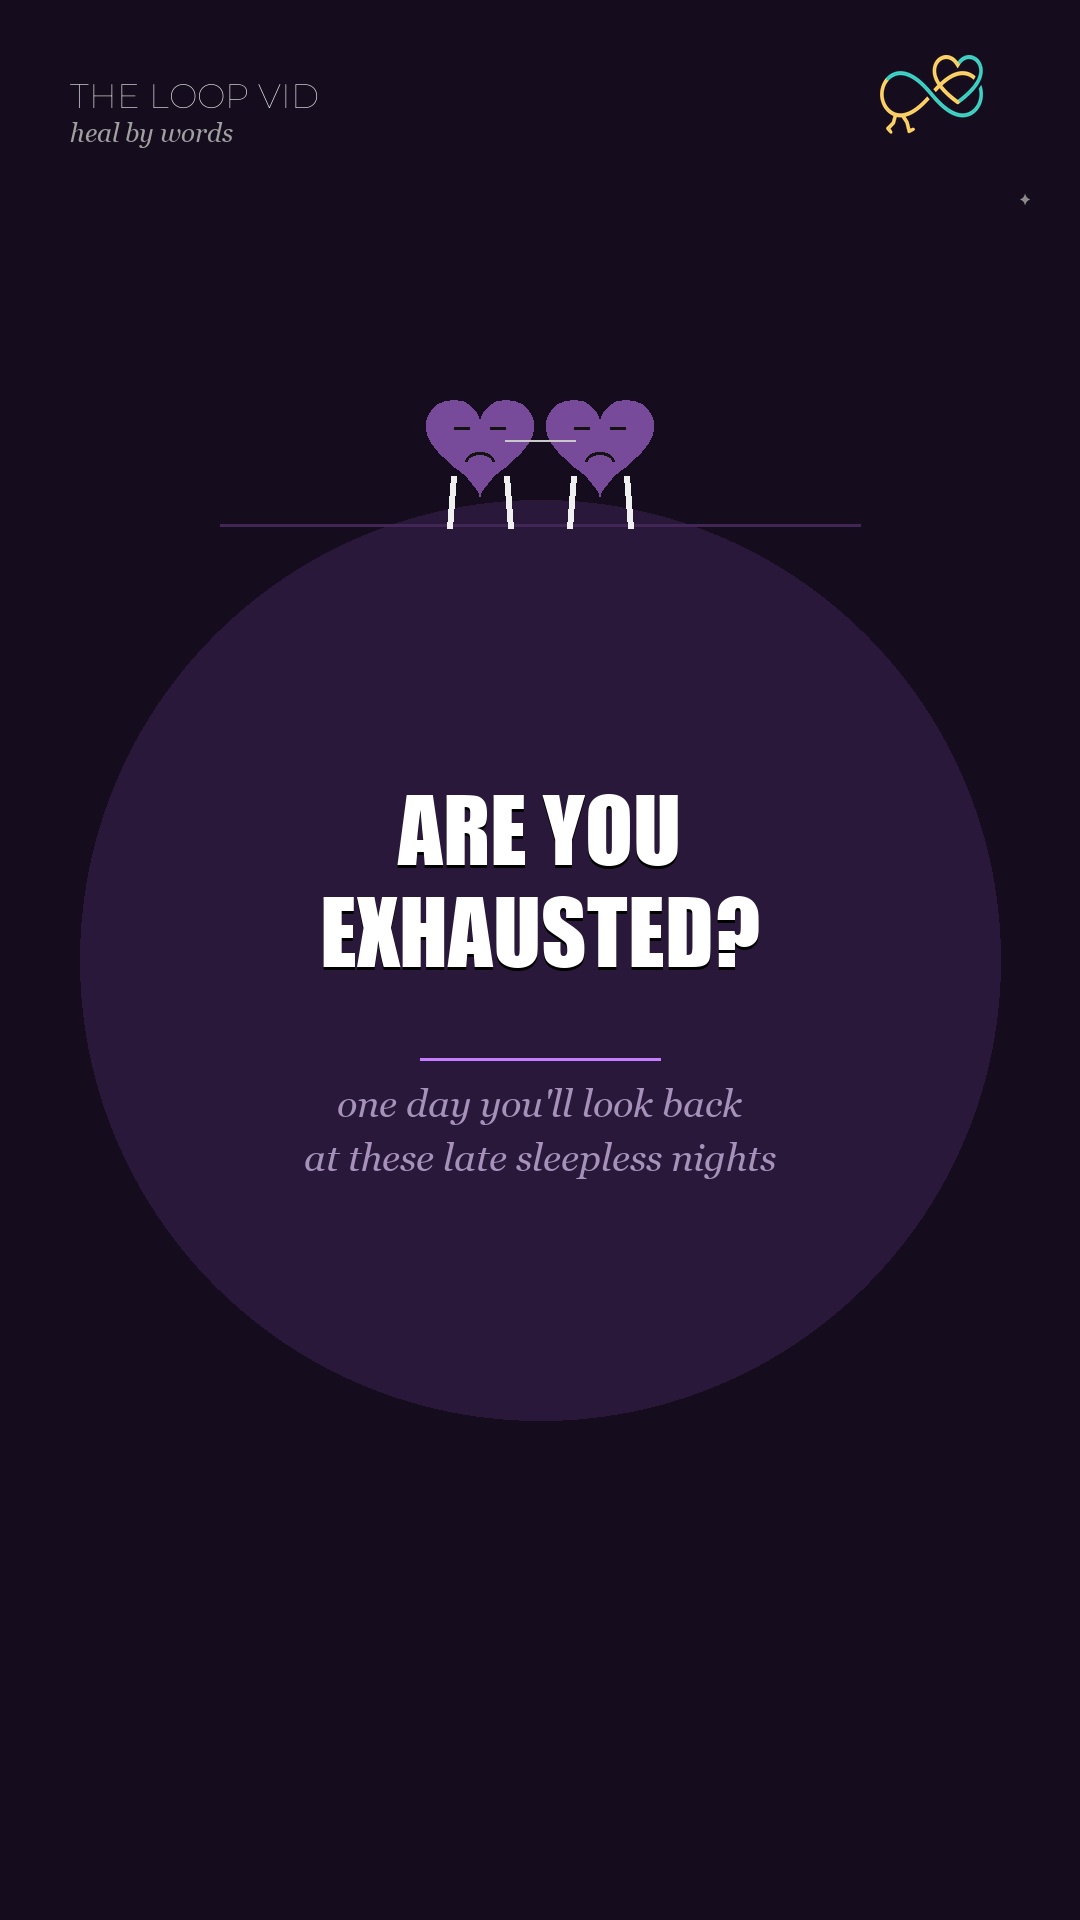 THE LOOP VID
heal by words
ARE YOU
EXHAUSTED?
one day you'll look back
at these late sleepless nights